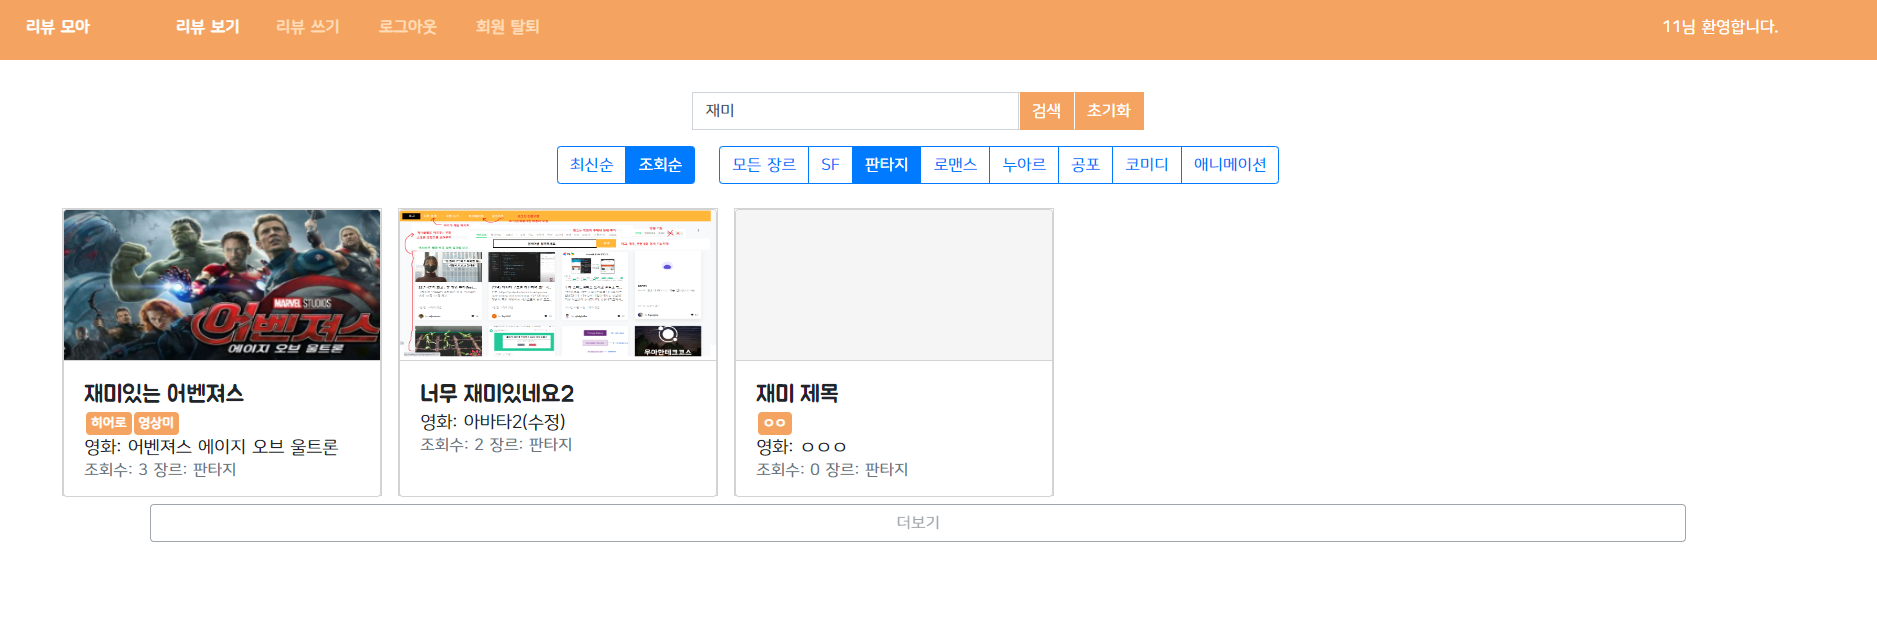 리뷰 모아 리뷰 보기 리뷰 쓰기 로그아웃 회원 탈퇴 11님 환영합니다.
재미 검색 초기화
최신순 조회순 모든 장르 SF 판타지 로맨스 누아르 공포 코미디 애니메이션
MARVEL STUDIOS
어벤져스
에이지 오브 울트론
재미있는 어벤져스
히어로 영상미
영화: 어벤져스 에이지 오브 울트론
조회수: 3 장르: 판타지
우아한테크코스
너무 재미있네요2
영화: 아바타2(수정)
조회수: 2 장르: 판타지
재미 제목
ㅇㅇ
영화: ㅇㅇㅇ
조회수: 0 장르: 판타지
더보기